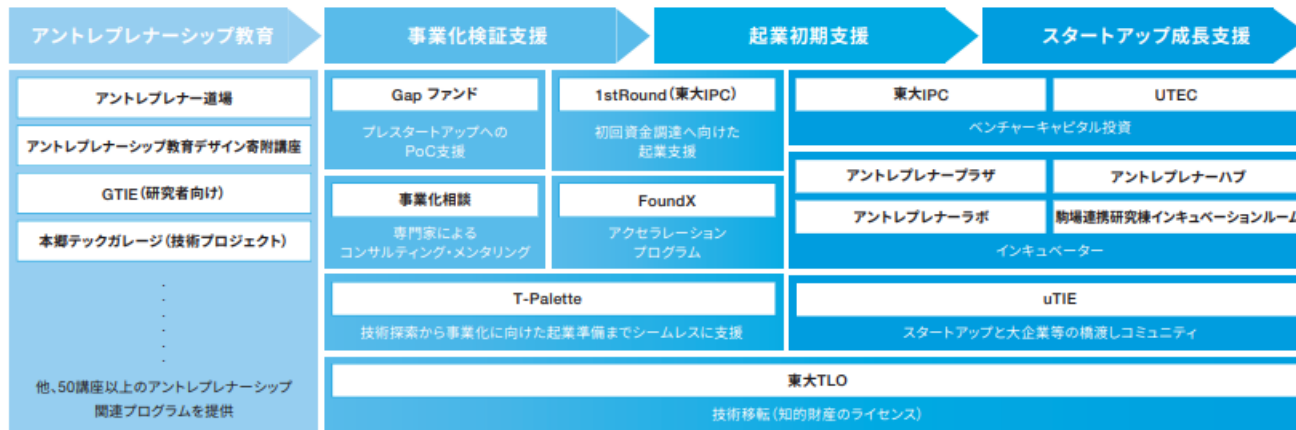 アントレプレナーシップ教育
事業化検証支援
起業初期支援
スタートアップ成長支援
アントレプレナー道場
アントレプレナーシップ教育デザイン寄附講座
GTIE(研究者向け)
本郷テックガレージ(技術プロジェクト)
他、50講座以上のアントレプレナーシップ
関連プログラムを提供
Gap ファンド
プレスタートアップへの
PoC支援
1stRound(東大IPC)
初回資金調達へ向けた
起業支援
事業化相談
専門家による
コンサルティング・メンタリング
FoundX
アクセラレーション
プログラム
T-Palette
技術探索から事業化に向けた起業準備までシームレスに支援
東大IPC
UTEC
ベンチャーキャピタル投資
アントレプレナープラザ
アントレプレナーハブ
アントレプレナーラボ
駒場連携研究棟インキュベーションルーム
インキュベーター
uTIE
スタートアップと大企業等の橋渡しコミュニティ
東大TLO
技術移転(知的財産のライセンス)